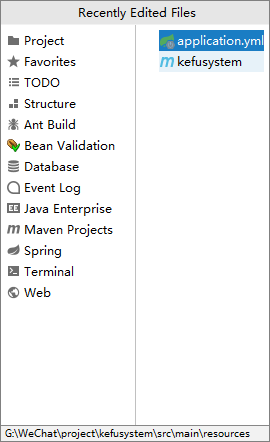 Recently Edited Files
Project
Favorites
TODO
Structure
Ant Build
Bean Validation
Database
Event Log
Java Enterprise
Maven Projects
Spring
Terminal
Web
application.yml
kefusystem
G:\WeChat\project\kefusystem\src\main\resources